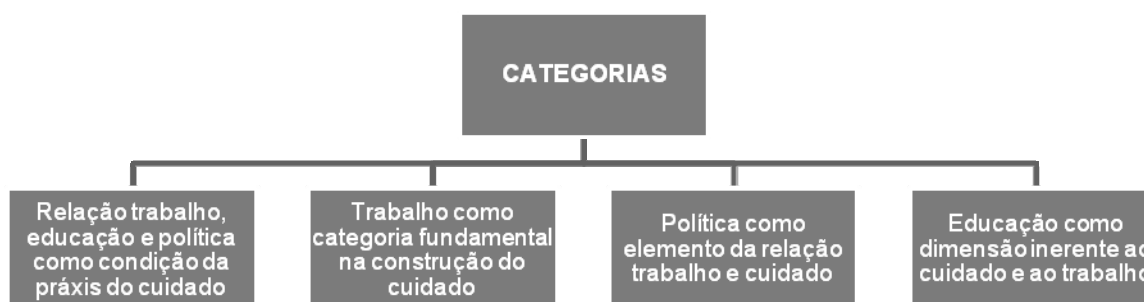 CATEGORIAS
Relação trabalho,
educação e política
como condição da
práxis do cuidado
Trabalho como
categoria fundamental
na construção do
cuidado
Política como
elemento da relação
trabalho e cuidado
Educação como
dimensão inerente ao
cuidado e ao trabalho